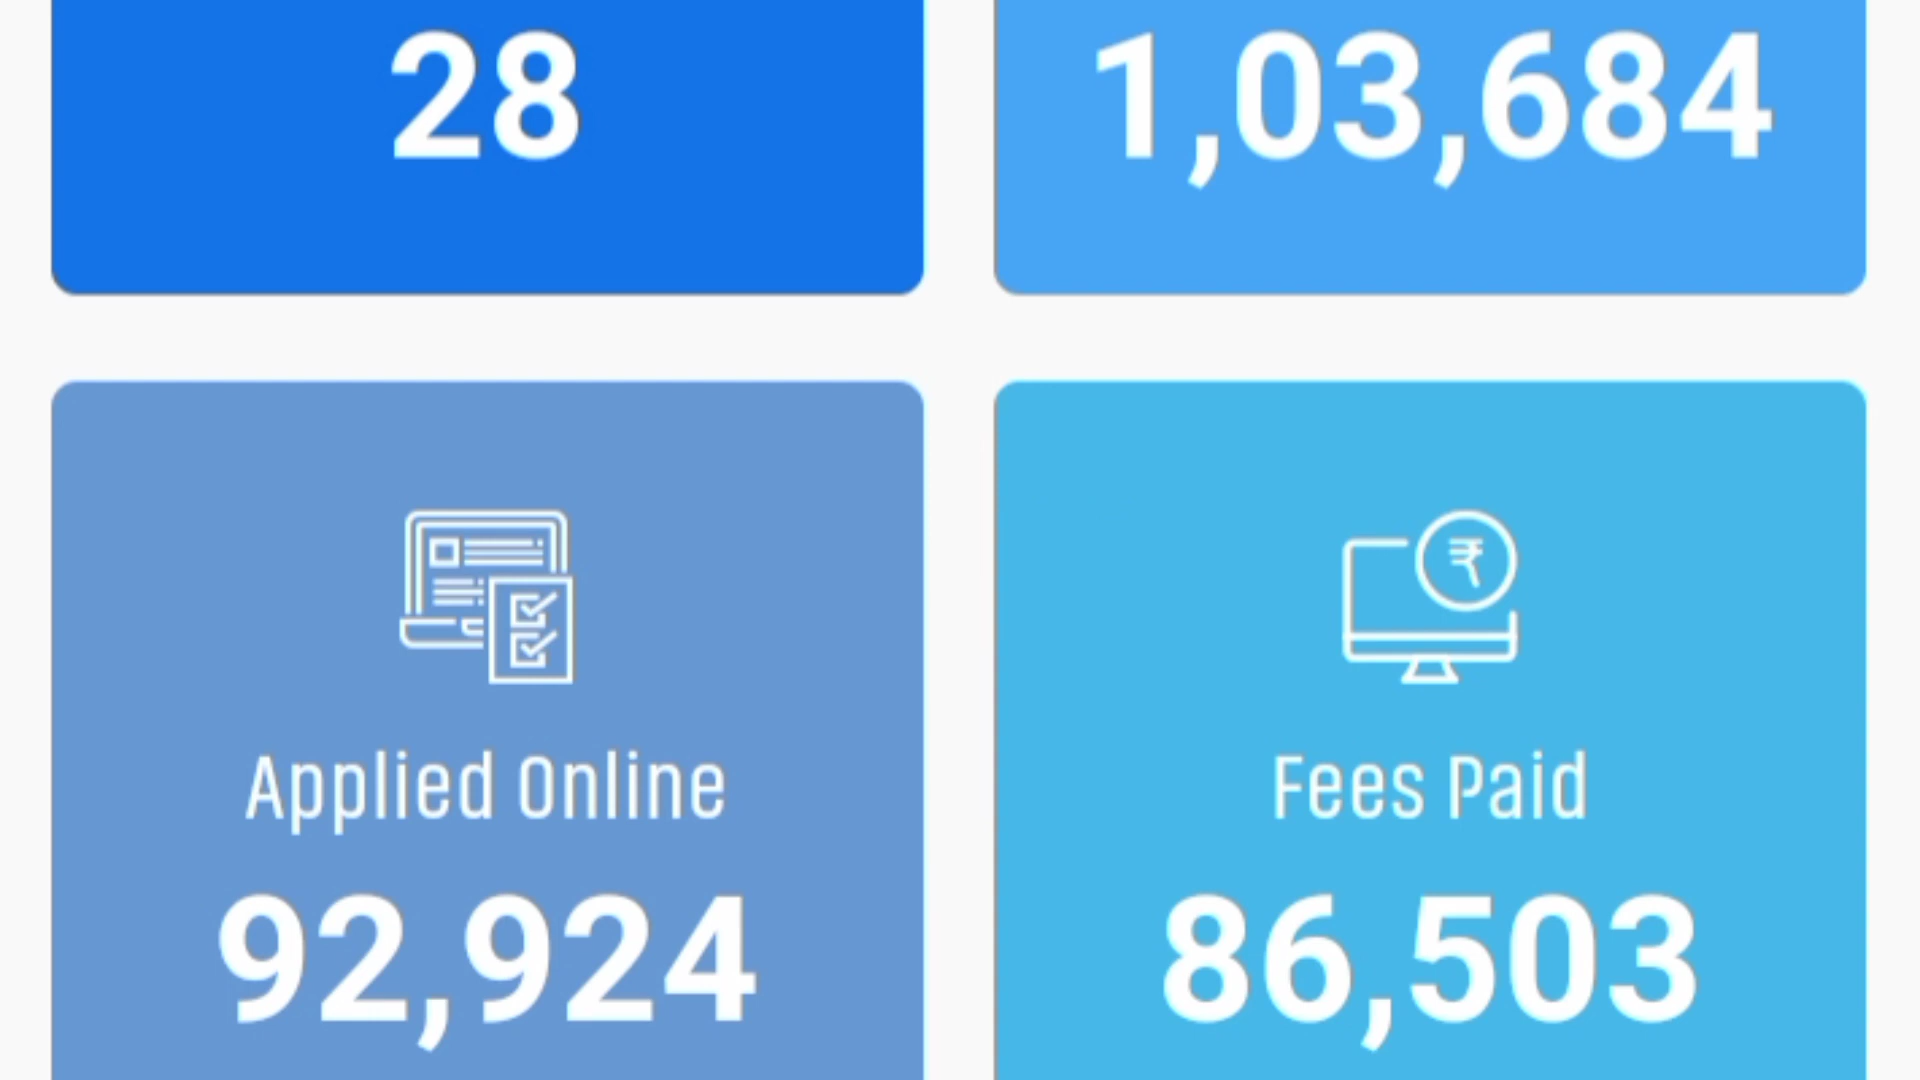 28
1,03,684
₹
Applied Online
92,924
Fees Paid
86,503